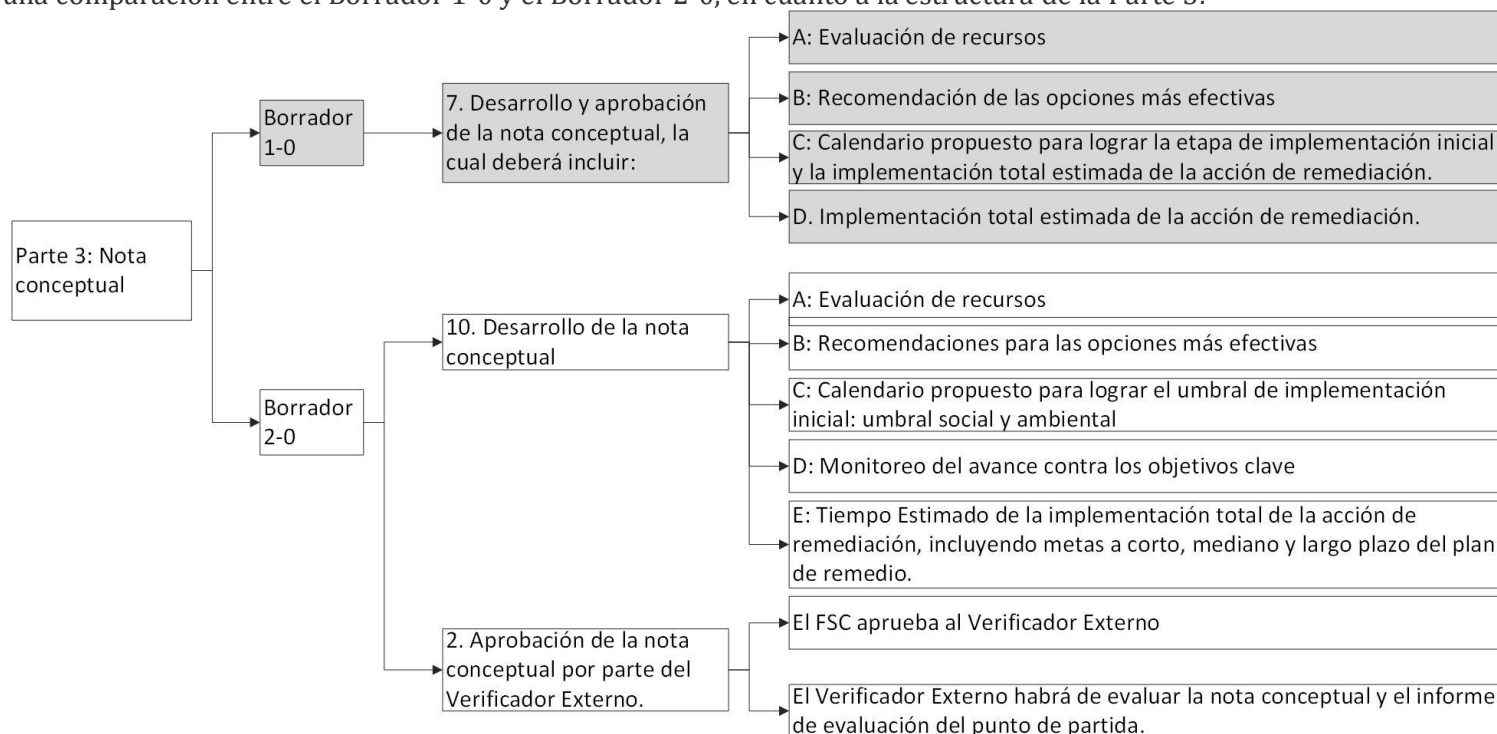 una comparación entre el Borrador 1-0 y el Borrador 2-0, en cuanto a la estructura de la Parte 3:
Parte 3: Nota
conceptual
Borrador
1-0
7. Desarrollo y aprobación
de la nota conceptual, la
cual deberá incluir:
A: Evaluación de recursos
B: Recomendación de las opciones más efectivas
C: Calendario propuesto para lograr la etapa de implementación inicial
y la implementación total estimada de la acción de remediación.
D. Implementación total estimada de la acción de remediación.
Borrador
2-0
10. Desarrollo de la nota
conceptual
A: Evaluación de recursos
B: Recomendaciones para las opciones más efectivas
C: Calendario propuesto para lograr el umbral de implementación
inicial: umbral social y ambiental
D: Monitoreo del avance contra los objetivos clave
E: Tiempo Estimado de la implementación total de la acción de
remediación, incluyendo metas a corto, mediano y largo plazo del plan
de remedio.
2. Aprobación de la nota
conceptual por parte del
Verificador Externo.
El FSC aprueba al Verificador Externo
El Verificador Externo habrá de evaluar la nota conceptual y el informe
de evaluación del punto de partida.